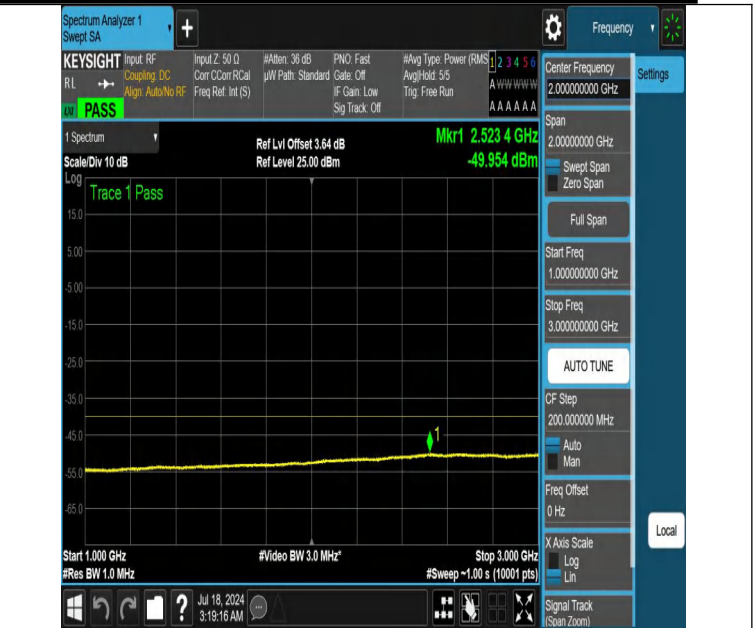 Spectrum Analyzer 1
Swept SA
+
Frequency
KEYSIGHT
RL
PASS
Input: RF
Coupling: DC
Align: Auto/No RF
Input Z: 50 Ω
Corr CCorr RCal
Freq Ref: Int (S)
#Atten: 36 dB
µW Path: Standard
PNO: Fast
Gate: Off
IF Gain: Low
Sig Track: Off
#Avg Type: Power (RMS
Avg|Hold: 5/5
Trig: Free Run
1 2 3 4 5 6
A W W W W W
A A A A A A
Center Frequency
2.000000000 GHz
Settings
Span
2.00000000 GHz
Swept Span
Zero Span
Full Span
Start Freq
1.000000000 GHz
Stop Freq
3.000000000 GHz
AUTO TUNE
CF Step
200.000000 MHz
Auto
Man
Freq Offset
0 Hz
X Axis Scale
Log
Lin
Signal Track
(Span Zoom)
Local
1 Spectrum
Scale/Div 10 dB
Ref Lvl Offset 3.64 dB
Ref Level 25.00 dBm
Mkr1 2.523 4 GHz
-49.954 dBm
Log
Trace 1 Pass
15.0
5.00
-5.00
-15.0
-25.0
-35.0
-45.0
-55.0
-65.0
1
Start 1.000 GHz
#Video BW 3.0 MHz*
Stop 3.000 GHz
#Res BW 1.0 MHz
#Sweep ~1.00 s (10001 pts)
?
Jul 18, 2024
3:19:16 AM